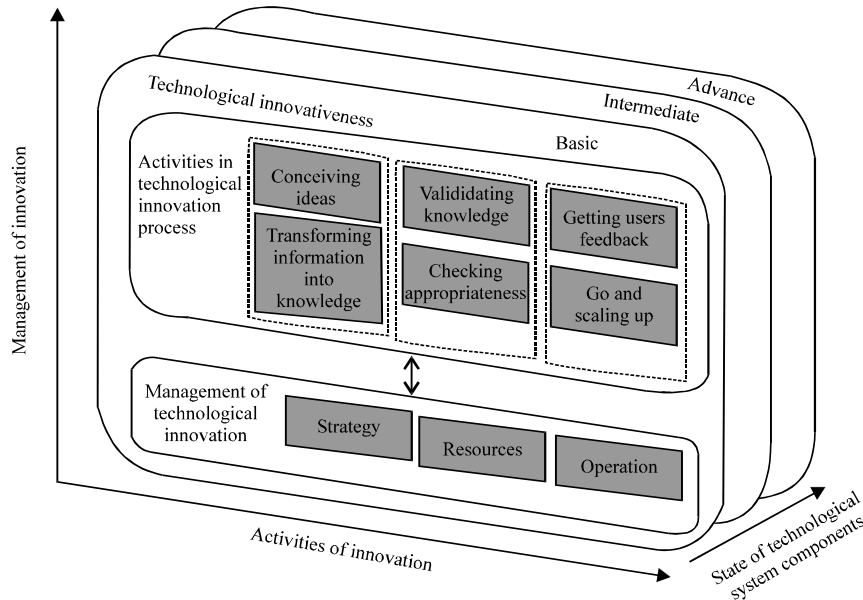 Advance
Intermediate
Technological innovativeness
Basic
Activities in
technological
innovation
process
Conceiving
ideas
Transforming
information
into
knowledge
Valididating
knowledge
Checking
appropriateness
Getting users
feedback
Go and
scaling up
Management of
technological
innovation
Strategy
Resources
Operation
Management of innovation
Activities of innovation
State of technological
system components